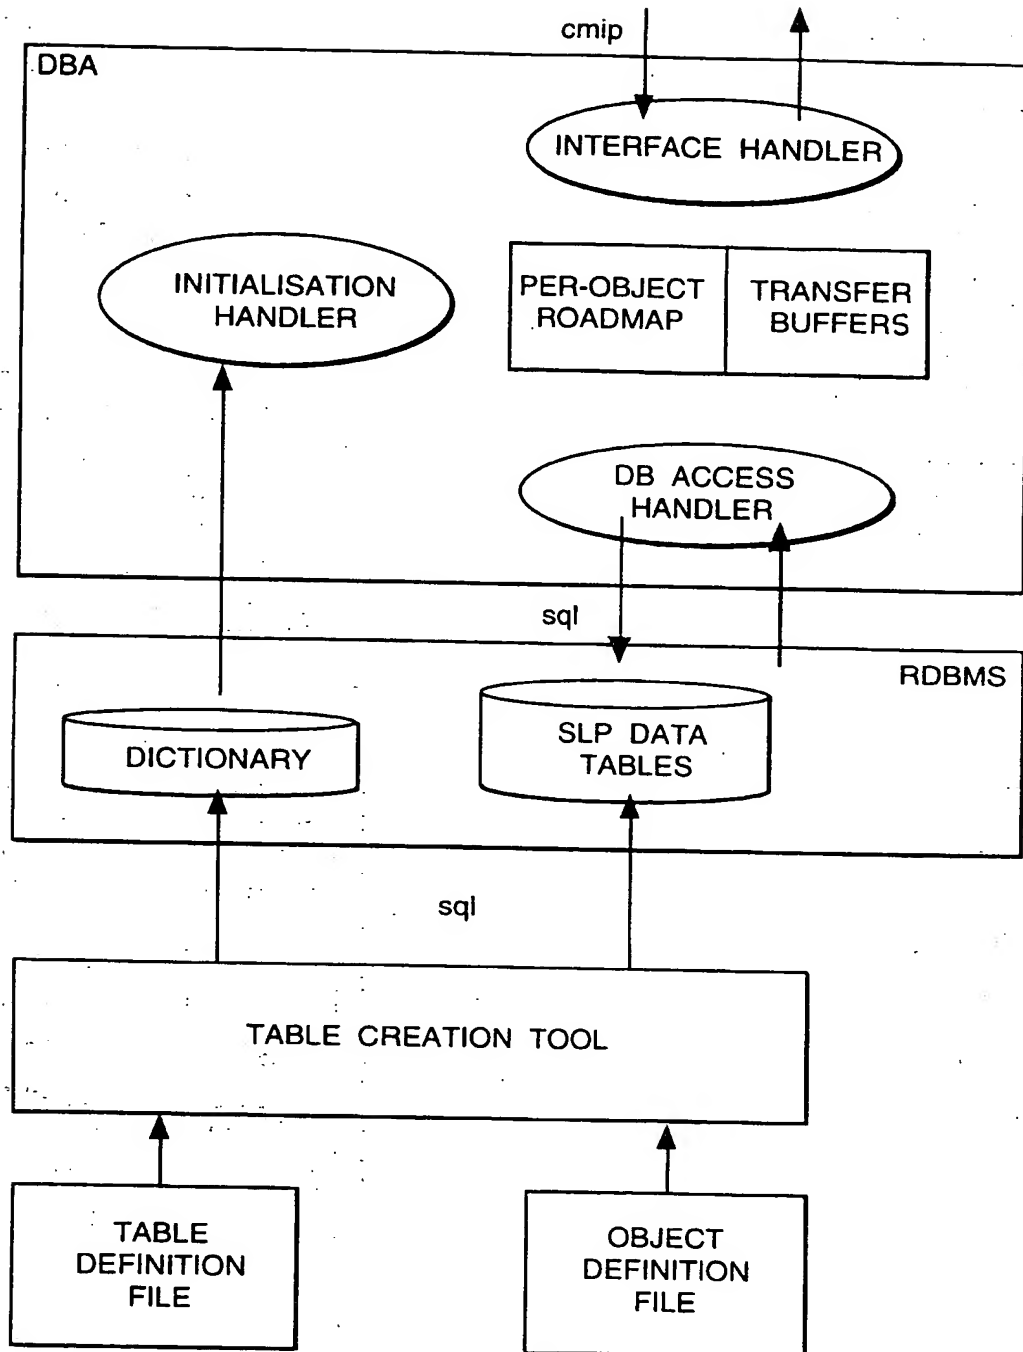 cmip
DBA
INTERFACE HANDLER
INITIALISATION
HANDLER
PER-OBJECT
ROADMAP
TRANSFER
BUFFERS
DB ACCESS
HANDLER
sql
RDBMS
DICTIONARY
SLP DATA
TABLES
sql
TABLE CREATION TOOL
TABLE
DEFINITION
FILE
OBJECT
DEFINITION
FILE